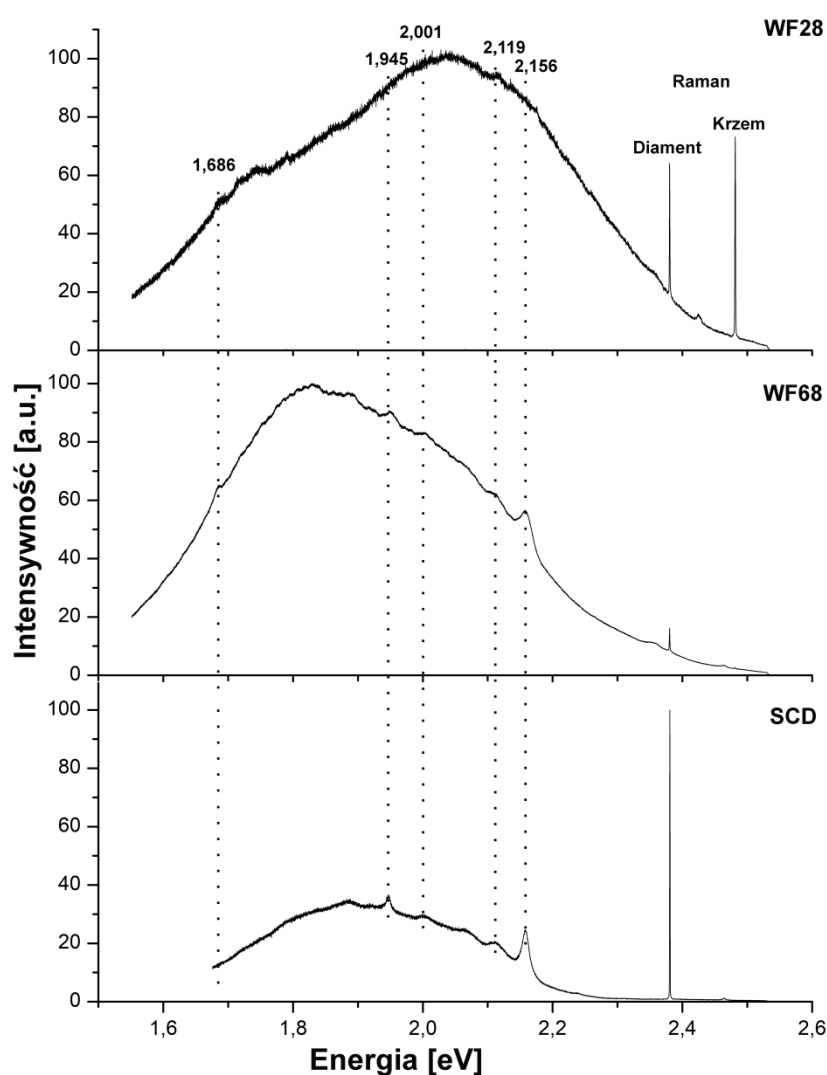 WF28
2,001
1,945
2,119
2,156
Raman
Krzem
Diament
1,686
100
80
60
40
20
0
WF68
100
80
60
40
20
0
SCD
100
80
60
40
20
0
Intensywność [a.u.]
1,6 1,8 2,0 2,2 2,4 2,6
Energia [eV]